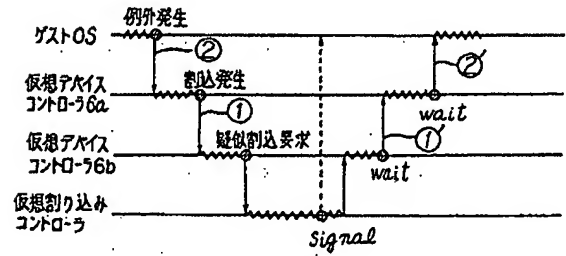 例外発生
ゲストOS
②
仮想デバイス
コントローラ6a
割込発生
①
wait
②′
仮想デバイス
コントローラ6b
疑似割込要求
①′
wait
仮想割り込み
コントローラ
signal